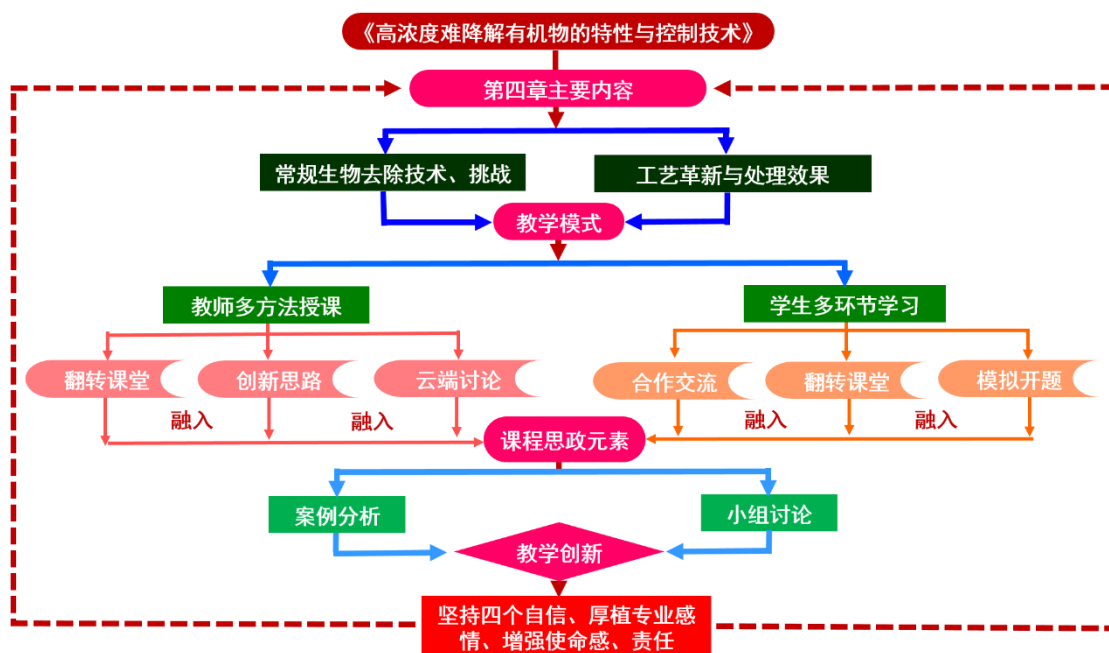 《高浓度难降解有机物的特性与控制技术》
第四章主要内容
常规生物去除技术、挑战
工艺革新与处理效果
教学模式
教师多方法授课
学生多环节学习
翻转课堂
创新思路
云端讨论
合作交流
翻转课堂
模拟开题
融入
融入
融入
融入
课程思政元素
案例分析
小组讨论
教学创新
坚持四个自信、厚植专业感
情、增强使命感、责任